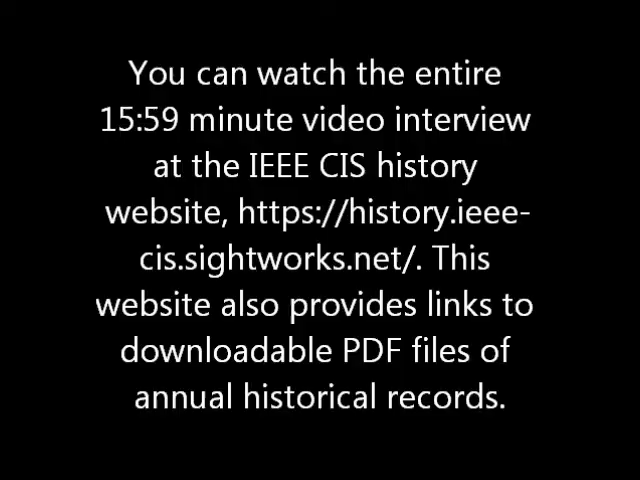 You can watch the entire
15:59 minute video interview
at the IEEE CIS history
website, https://history.ieee-
cis.sightworks.net/. This
website also provides links to
downloadable PDF files of
annual historical records.